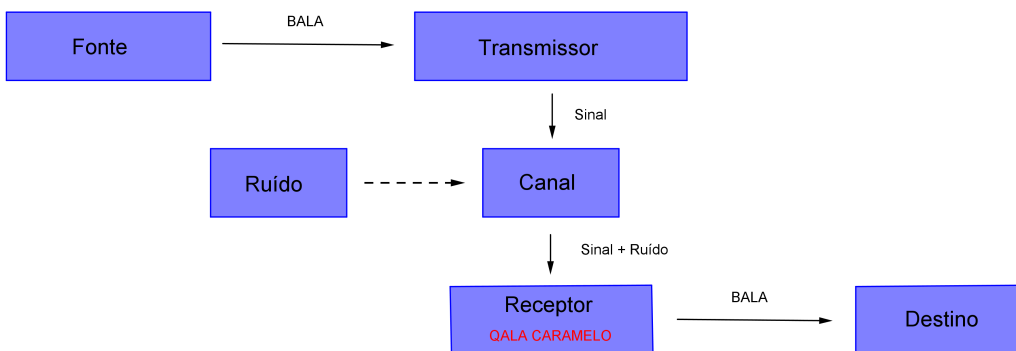 BALA
Fonte
Transmissor
Sinal
Ruído
Canal
Sinal + Ruído
Receptor
BALA
Destino
QALA CARAMELO